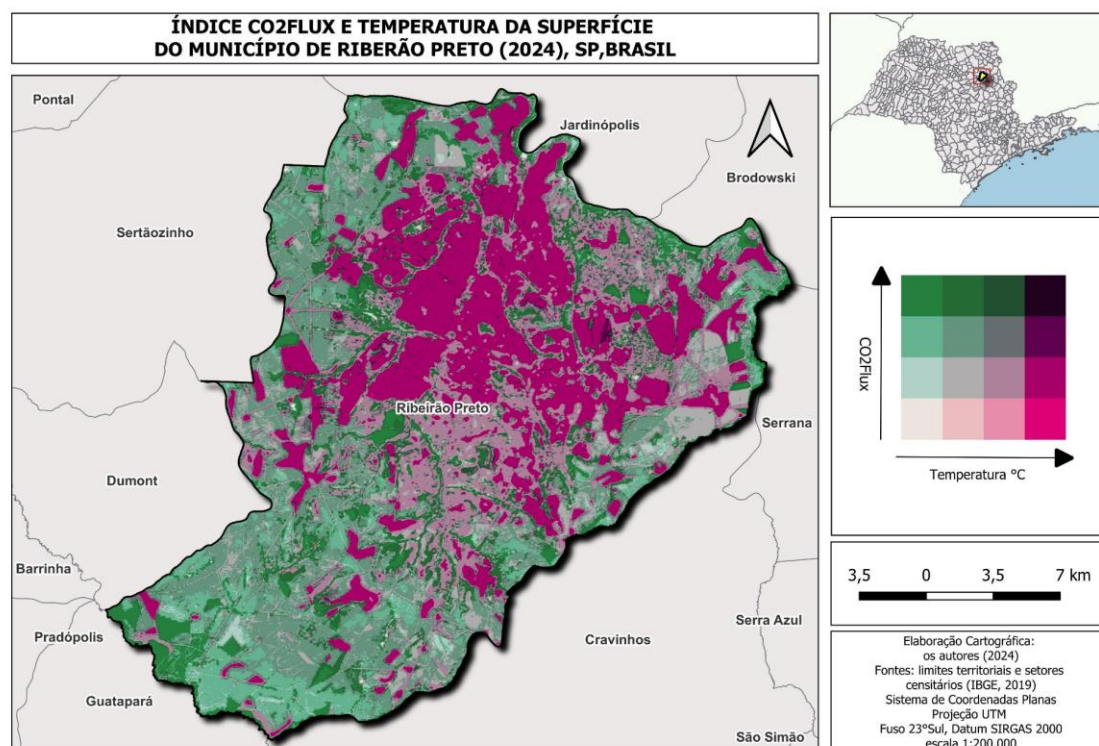 ÍNDICE CO2FLUX E TEMPERATURA DA SUPERFÍCIE
DO MUNICÍPIO DE RIBERÃO PRETO (2024), SP,BRASIL
Pontal
Jardinópolis
Brodowski
Sertãozinho
Ribeirão Preto
Serrana
Dumont
Barrinha
Pradópolis
Cravinhos
Serra Azul
Guatapará
São Simão
CO2Flux
Temperatura °C
3,5 0 3,5 7 km
Elaboração Cartográfica:
os autores (2024)
Fontes: limites territoriais e setores
censitários (IBGE, 2019)
Sistema de Coordenadas Planas
Projeção UTM
Fuso 23°Sul, Datum SIRGAS 2000
escala 1:200.000